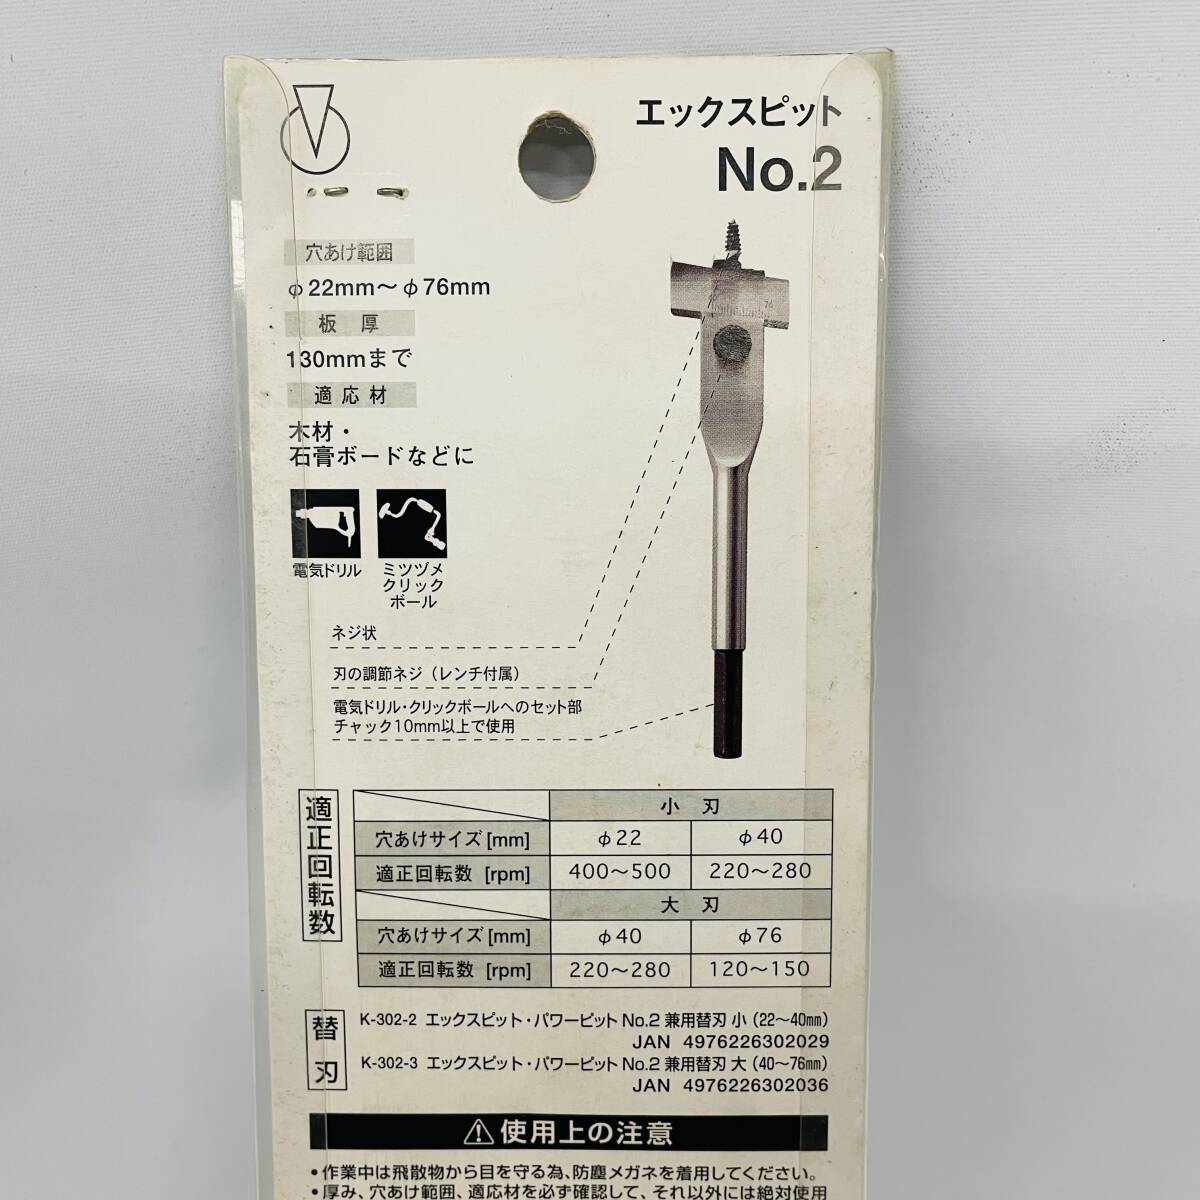 エックスピット
No.2
穴あけ範囲
φ22mm～φ76mm
板厚
130mmまで
適応材
木材・
石膏ボードなどに
電気ドリル
ミツヅメ
クリック
ボール
ネジ状
刃の調節ネジ（レンチ付属）
電気ドリル・クリックボールへのセット部
チャック10mm以上で使用
適正回転数
小刃
穴あけサイズ[mm] φ22 φ40
適正回転数 [rpm] 400～500 220～280
大刃
穴あけサイズ[mm] φ40 φ76
適正回転数 [rpm] 220～280 120～150
替刃
K-302-2 エックスピット・パワービット No.2 兼用替刃 小（22～40mm）
JAN 4976226302029
K-302-3 エックスピット・パワービット No.2 兼用替刃 大（40～76mm）
JAN 4976226302036
使用上の注意
・作業中は飛散物から目を守る為、防塵メガネを着用してください。
・厚み、穴あけ範囲、適応材を必ず確認して、それ以外には絶対使用